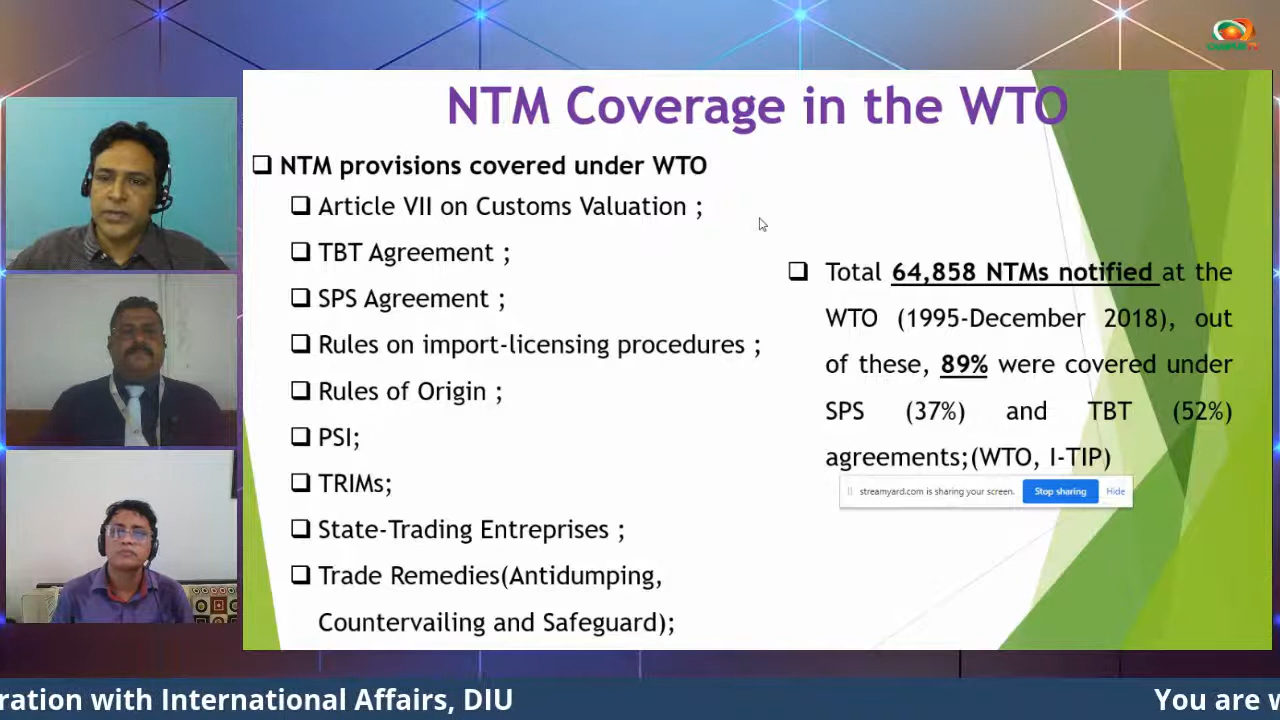 NTM Coverage in the WTO
NTM provisions covered under WTO
Article VII on Customs Valuation ;
TBT Agreement ;
SPS Agreement ;
Rules on import-licensing procedures ;
Rules of Origin ;
PSI;
TRIMs;
State-Trading Entreprises ;
Trade Remedies(Antidumping,
Countervailing and Safeguard);
Total 64,858 NTMs notified at the
WTO (1995-December 2018), out
of these, 89% were covered under
SPS (37%) and TBT (52%)
agreements;(WTO, I-TIP)
streamyard.com is sharing your screen. Stop sharing Hide
ration with International Affairs, DIU You are